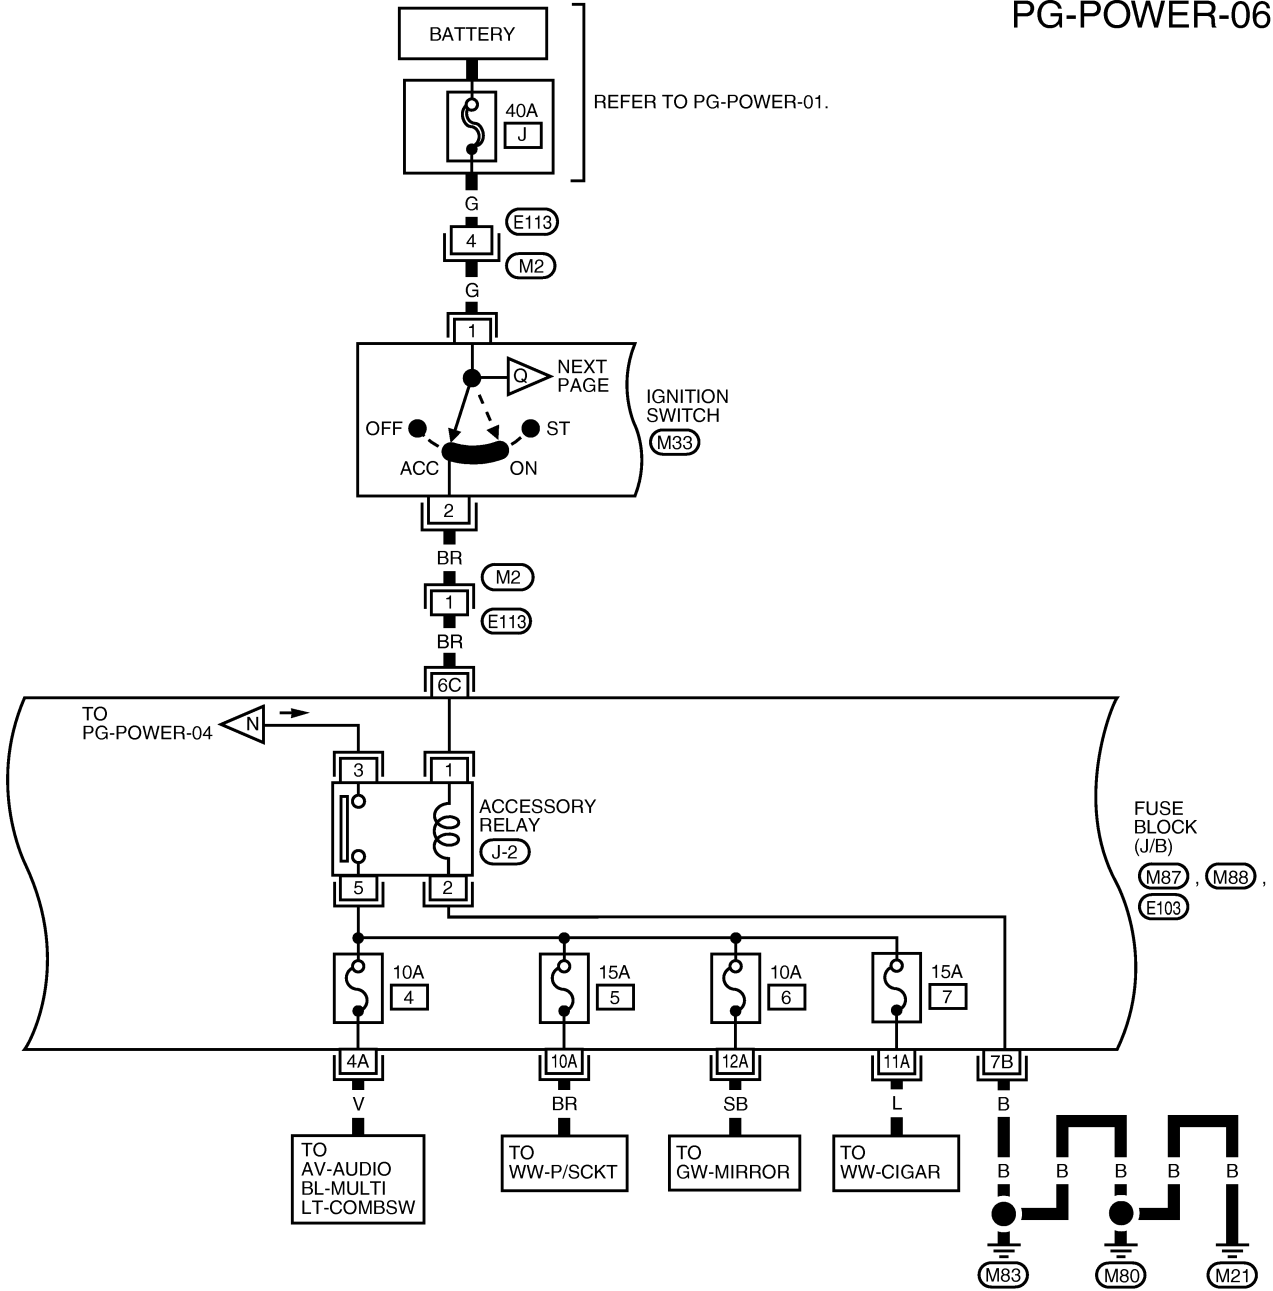 PG-POWER-06
BATTERY
40A
J
REFER TO PG-POWER-01.
G
4
E113
M2
G
1
Q
NEXT
PAGE
IGNITION
SWITCH
M33
OFF
ST
ACC
ON
2
BR
M2
1
E113
BR
6C
TO
PG-POWER-04
N
3
1
ACCESSORY
RELAY
J-2
5
2
FUSE
BLOCK
(J/B)
M87 , M88 ,
E103
10A
4
15A
5
10A
6
15A
7
4A
10A
12A
11A
7B
V
BR
SB
L
B
TO
AV-AUDIO
BL-MULTI
LT-COMBSW
TO
WW-P/SCKT
TO
GW-MIRROR
TO
WW-CIGAR
B
B
B
B
B
M83
M80
M21